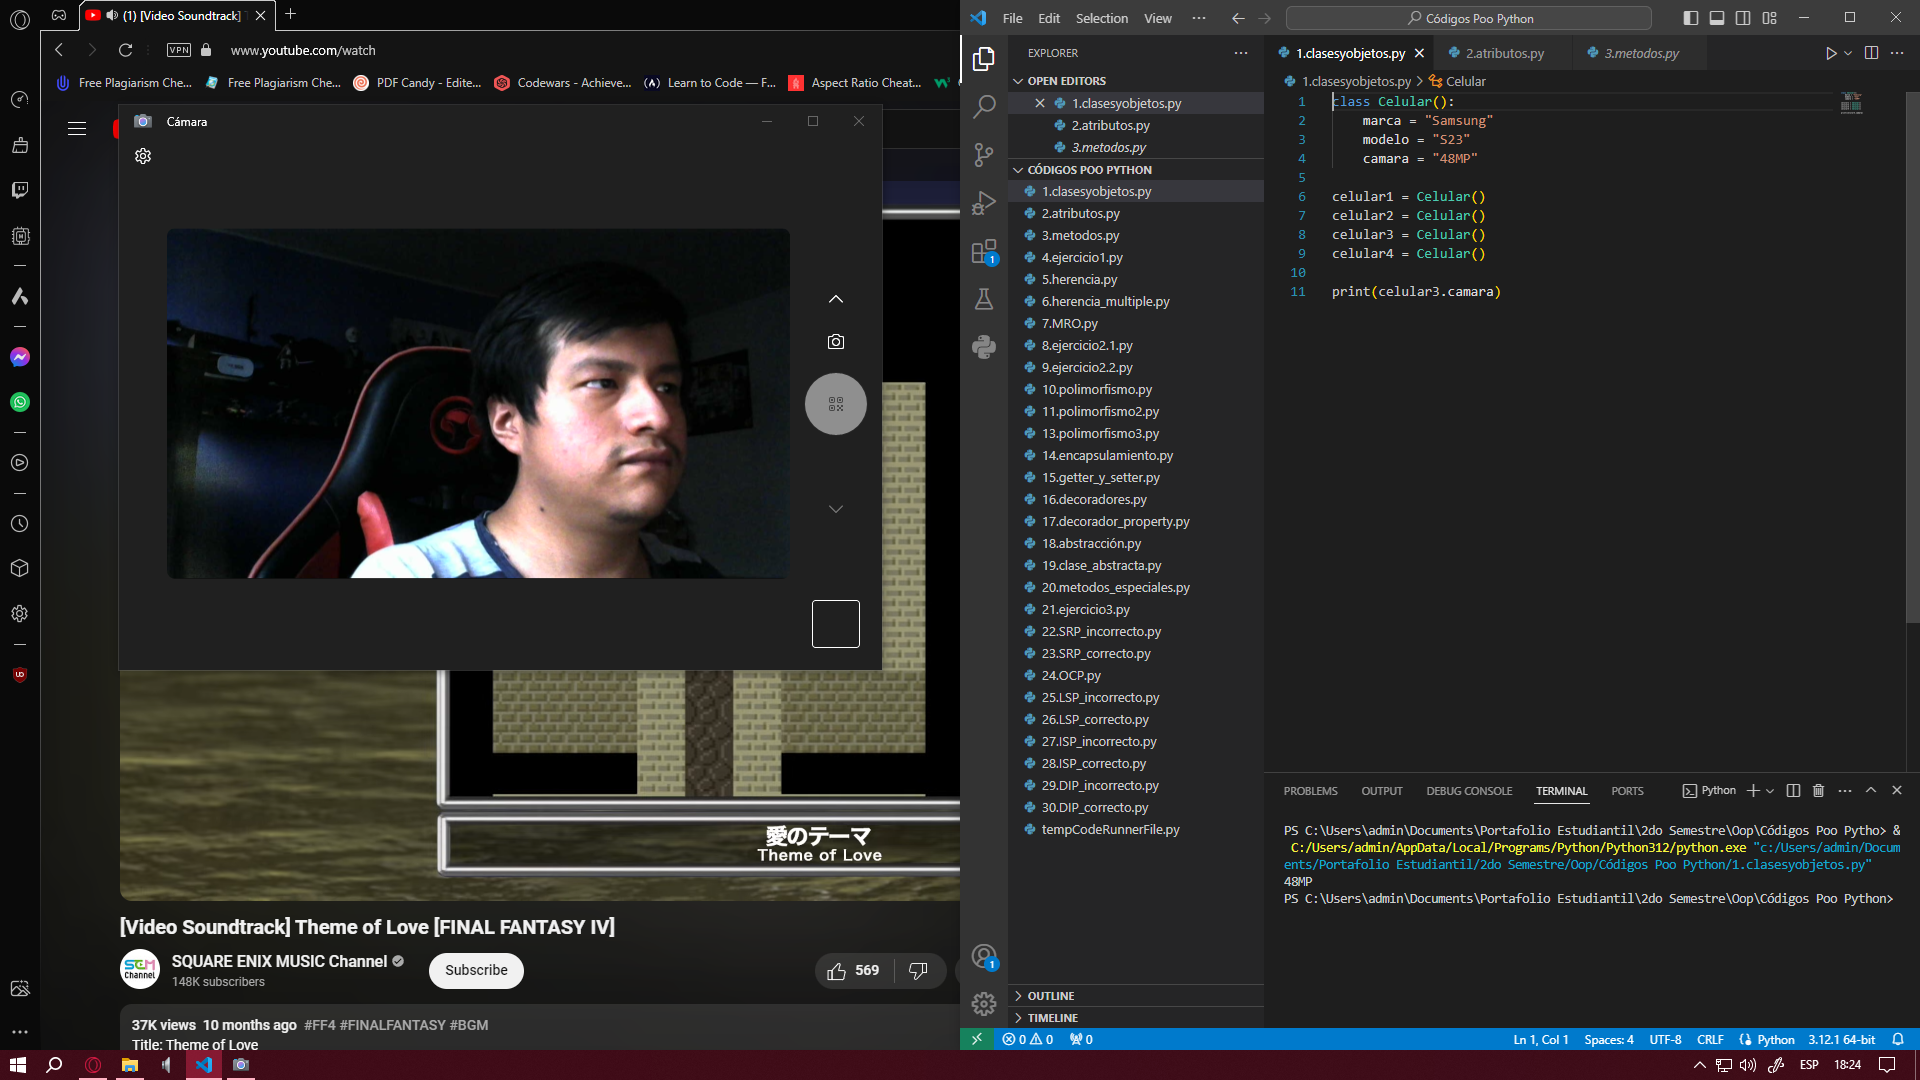 (1) [Video Soundtrack] T
VPN
www.youtube.com/watch
Free Plagiarism Che...
Free Plagiarism Che...
PDF Candy - Edite...
Codewars - Achieve...
Learn to Code — F...
Aspect Ratio Cheat...
Cámara
愛のテーマ
Theme of Love
[Video Soundtrack] Theme of Love [FINAL FANTASY IV]
SQUARE ENIX MUSIC Channel
148K subscribers
Subscribe
569
37K views 10 months ago #FF4 #FINALFANTASY #BGM
Title: Theme of Love
File Edit Selection View ···
Códigos Poo Python
EXPLORER
OPEN EDITORS
1.clasesyobjetos.py
2.atributos.py
3.metodos.py
CÓDIGOS POO PYTHON
1.clasesyobjetos.py
2.atributos.py
3.metodos.py
4.ejercicio1.py
5.herencia.py
6.herencia_multiple.py
7.MRO.py
8.ejercicio2.1.py
9.ejercicio2.2.py
10.polimorfismo.py
11.polimorfismo2.py
13.polimorfismo3.py
14.encapsulamiento.py
15.getter_y_setter.py
16.decoradores.py
17.decorador_property.py
18.abstracción.py
19.clase_abstracta.py
20.metodos_especiales.py
21.ejercicio3.py
22.SRP_incorrecto.py
23.SRP_correcto.py
24.OCP.py
25.LSP_incorrecto.py
26.LSP_correcto.py
27.ISP_incorrecto.py
28.ISP_correcto.py
29.DIP_incorrecto.py
30.DIP_correcto.py
tempCodeRunnerFile.py
OUTLINE
TIMELINE
1.clasesyobjetos.py 2.atributos.py 3.metodos.py
1.clasesyobjetos.py > Celular
1 class Celular():
2 marca = "Samsung"
3 modelo = "S23"
4 camara = "48MP"
5
6 celular1 = Celular()
7 celular2 = Celular()
8 celular3 = Celular()
9 celular4 = Celular()
10
11 print(celular3.camara)
PROBLEMS OUTPUT DEBUG CONSOLE TERMINAL PORTS Python
PS C:\Users\admin\Documents\Portafolio Estudiantil\2do Semestre\Oop\Códigos Poo Pytho> &
C:/Users/admin/AppData/Local/Programs/Python/Python312/python.exe "c:/Users/admin/Docum
ents/Portafolio Estudiantil/2do Semestre/Oop/Códigos Poo Python/1.clasesyobjetos.py"
48MP
PS C:\Users\admin\Documents\Portafolio Estudiantil\2do Semestre\Oop\Códigos Poo Python>
0 0 0 Ln 1, Col 1 Spaces: 4 UTF-8 CRLF Python 3.12.1 64-bit
ESP 18:24